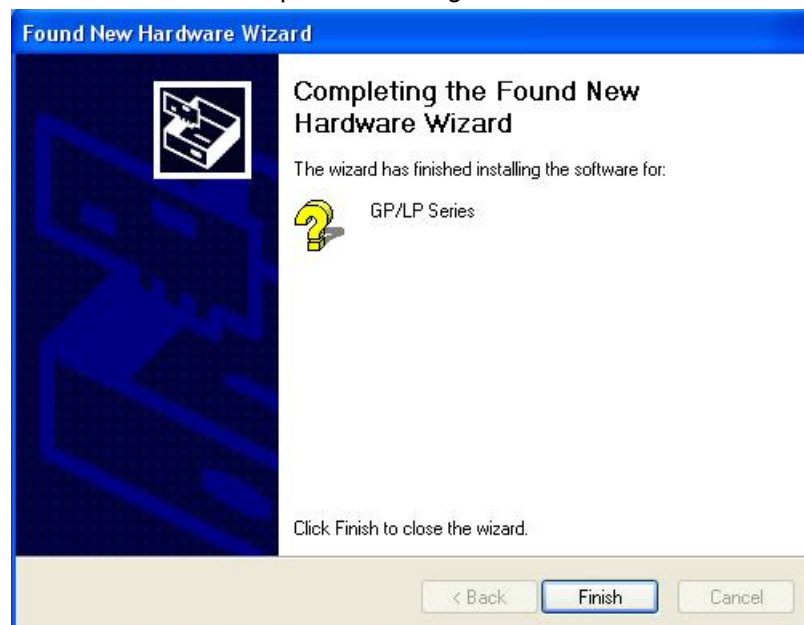 Found New Hardware Wizard
Completing the Found New
Hardware Wizard
The wizard has finished installing the software for:
GP/LP Series
Click Finish to close the wizard.
< Back
Finish
Cancel